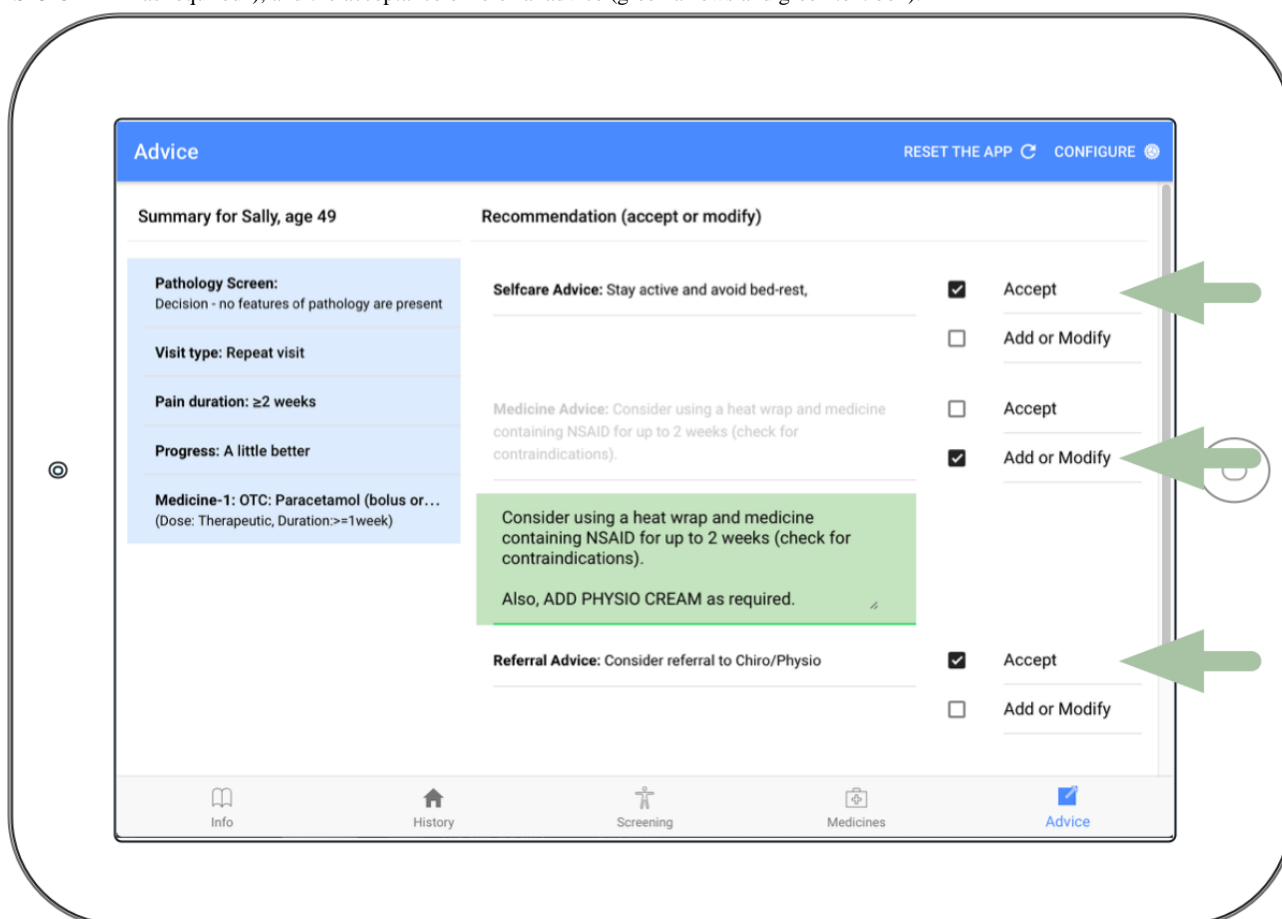 Advice
RESET THE APP CONFIGURE
Summary for Sally, age 49
Recommendation (accept or modify)
Pathology Screen:
Decision - no features of pathology are present
Visit type: Repeat visit
Pain duration: ≥2 weeks
Progress: A little better
Medicine-1: OTC: Paracetamol (bolus or...
(Dose: Therapeutic, Duration:>=1week)
Selfcare Advice: Stay active and avoid bed-rest,
Accept
Add or Modify
Medicine Advice: Consider using a heat wrap and medicine
containing NSAID for up to 2 weeks (check for
contraindications).
Accept
Add or Modify
Consider using a heat wrap and medicine
containing NSAID for up to 2 weeks (check for
contraindications).
Also, ADD PHYSIO CREAM as required.
Referral Advice: Consider referral to Chiro/Physio
Accept
Add or Modify
Info
History
Screening
Medicines
Advice